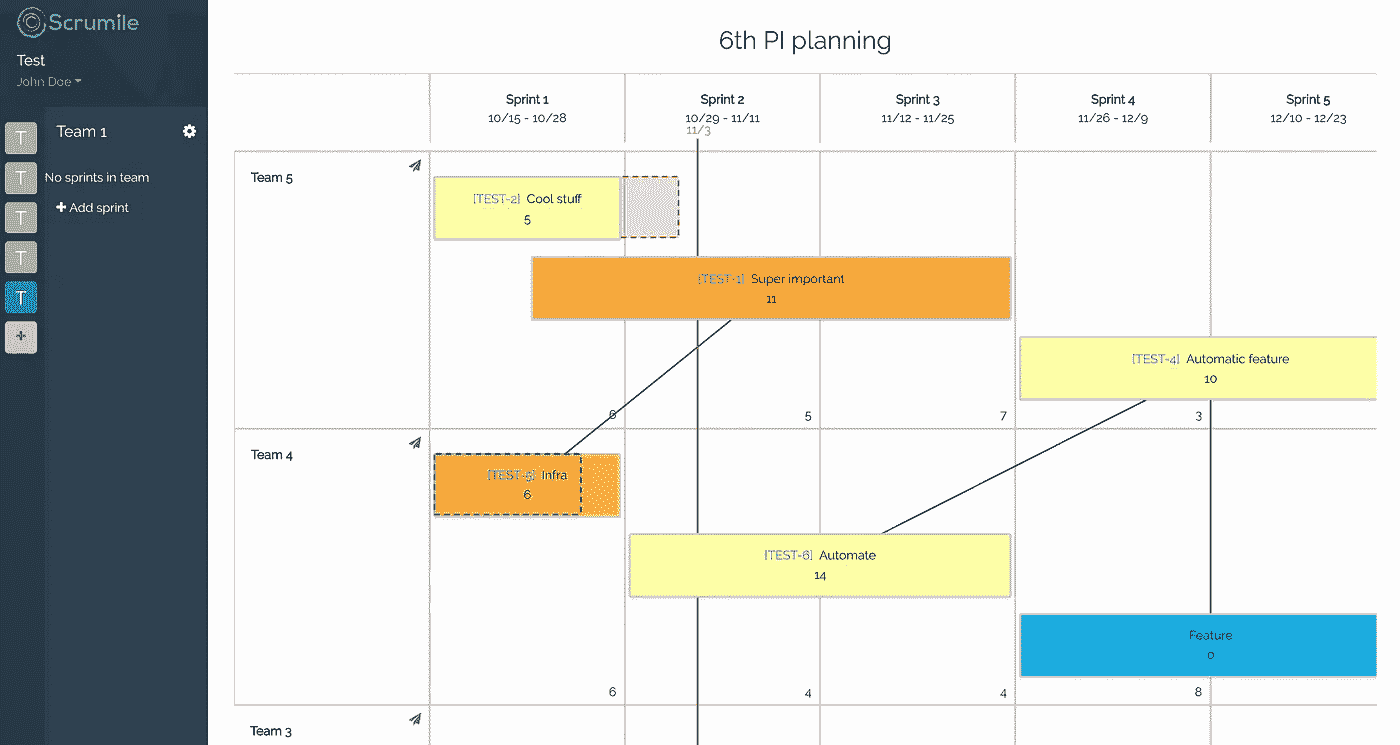 Scrumile
Test
John Doe
T
T
T
T
T
+
Team 1
No sprints in team
+ Add sprint
6th PI planning
Sprint 1
10/15 - 10/28
Sprint 2
10/29 - 11/11
11/3
Sprint 3
11/12 - 11/25
Sprint 4
11/26 - 12/9
Sprint 5
12/10 - 12/23
Team 5
[TEST-2] Cool stuff
5
[TEST-1] Super important
11
[TEST-4] Automatic feature
10
6
5
7
3
Team 4
[TEST-5] Infra
6
[TEST-6] Automate
14
Feature
0
6
4
4
8
Team 3